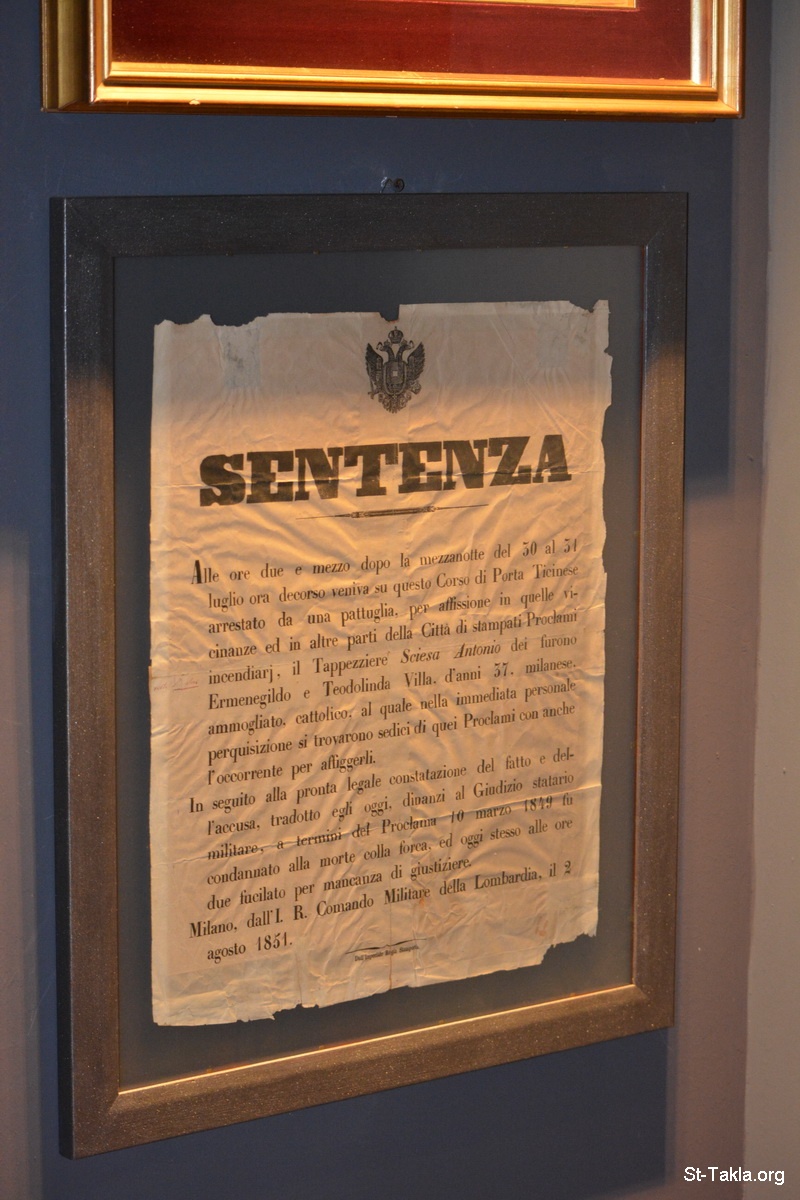 SENTENZA
Alle ore due e mezzo dopo la mezzanotte del 30 al 31
luglio ora decorso veniva su questo Corso di Porta Ticinese
arrestato da una pattuglia, per affissione in quelle vi-
cinanze ed in altre parti della Città di stampati Proclami
incendiarj, il Tappezziere Sciesa Antonio dei furono
Ermenegildo e Teodolinda Villa, d'anni 37, milanese,
ammogliato, cattolico, al quale nella immediata personale
perquisizione si trovarono sedici di quei Proclami con anche
l'occorrente per affiggerli.
In seguito alla pronta legale constatazione del fatto e del-
l'accusa, tradotto egli oggi, dinanzi al Giudizio statario
militare, a termini del Proclama 10 marzo 1849 fu
condannato alla morte colla forca, ed oggi stesso alle ore
due fucilato per mancanza di giustiziere.
Milano, dall'I. R. Comando Militare della Lombardia, il 2
agosto 1851.
Dall'Imperiale Regia Stamperia.
St-Takla.org